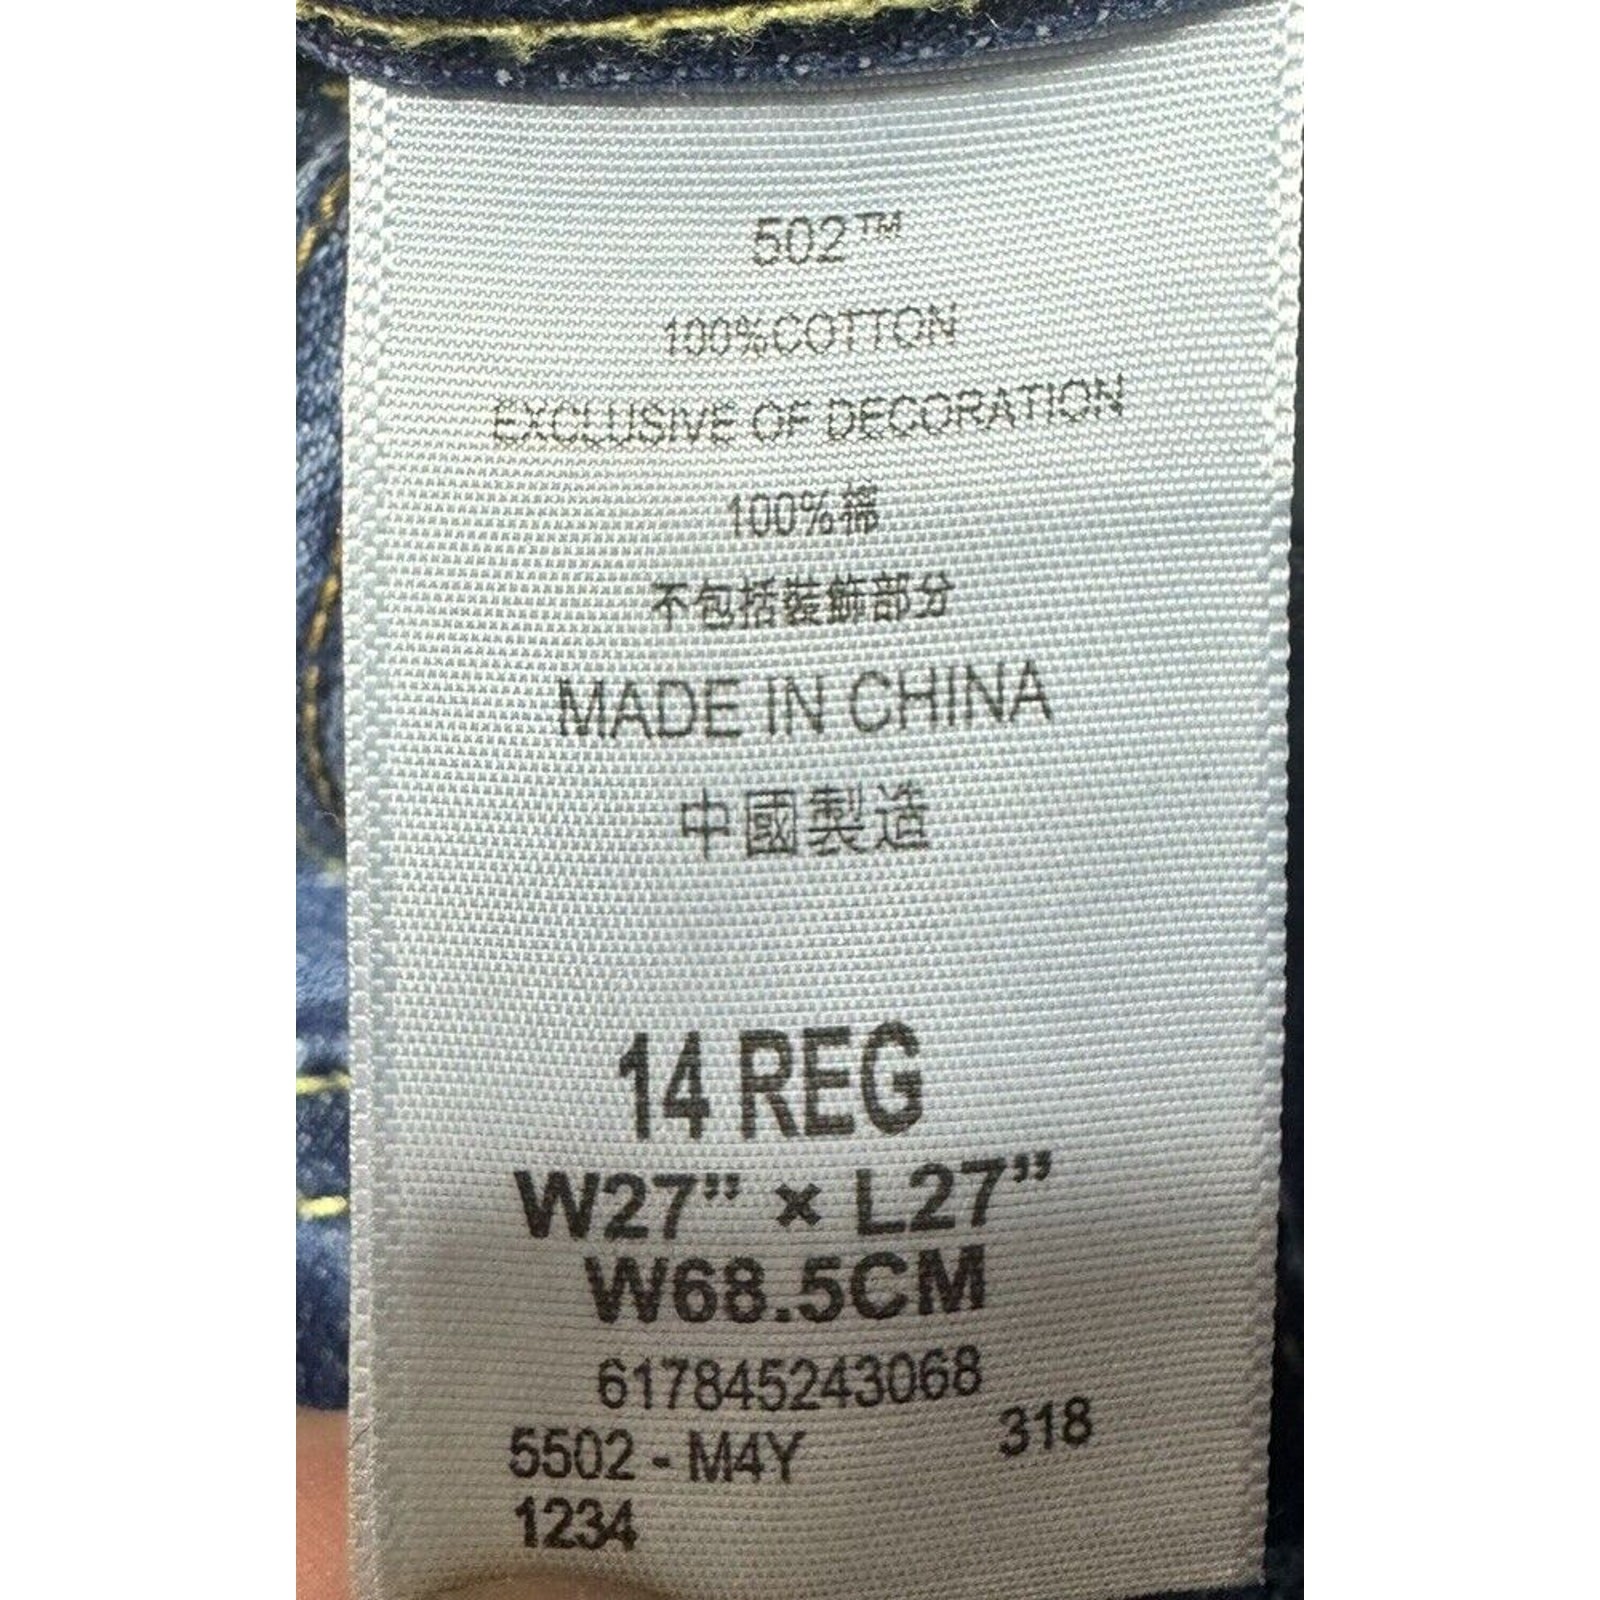 502™
100%COTTON
EXCLUSIVE OF DECORATION
100%棉
不包括裝飾部分
MADE IN CHINA
中國製造
14 REG
W27” × L27”
W68.5CM
617845243068
5502 - M4Y 318
1234